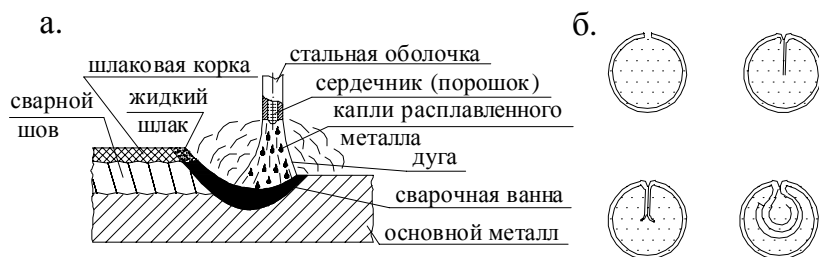 а.
б.
стальная оболочка
шлаковая корка
сердечник (порошок)
сварной
шов
жидкий
шлак
капли расплавленного
металла
дуга
сварочная ванна
основной металл